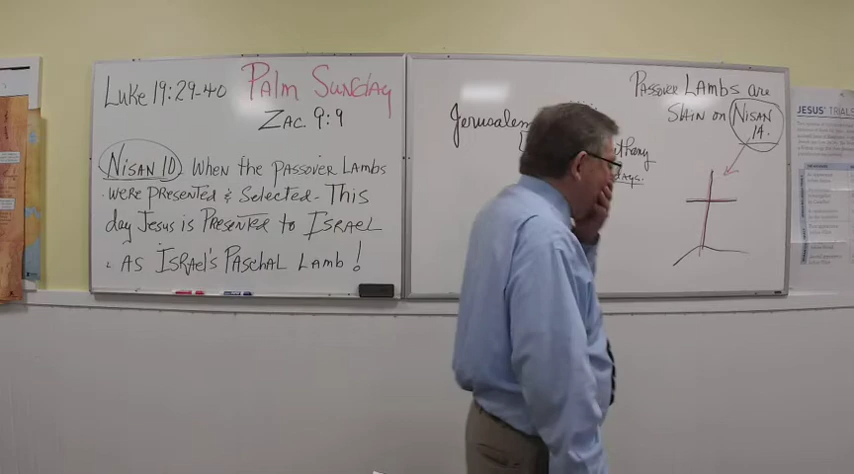 Luke 19:29-40
Palm Sunday
Zac. 9:9
Nisan 10 When the Passover Lambs
were Presented & Selected - This
day Jesus is Presented to Israel
As Israel's Paschal Lamb!
Jerusalem
thany
days.
Passover Lambs are
Slain on Nisan
14.
JESUS' TRIALS